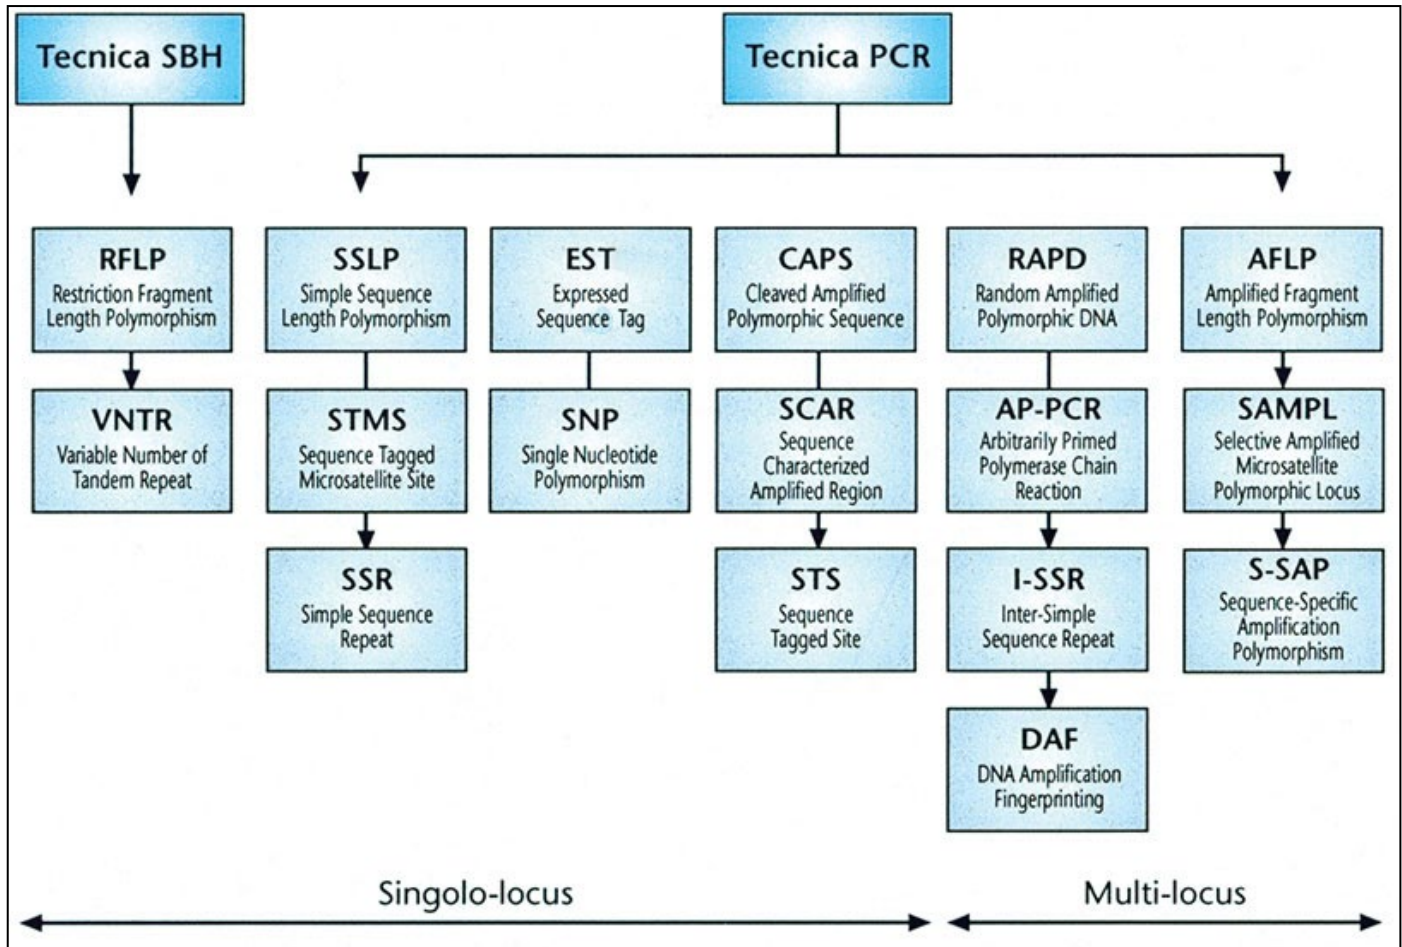 Tecnica SBH
Tecnica PCR
RFLP
Restriction Fragment
Length Polymorphism
SSLP
Simple Sequence
Length Polymorphism
EST
Expressed
Sequence Tag
CAPS
Cleaved Amplified
Polymorphic Sequence
RAPD
Random Amplified
Polymorphic DNA
AFLP
Amplified Fragment
Length Polymorphism
VNTR
Variable Number of
Tandem Repeat
STMS
Sequence Tagged
Microsatellite Site
SNP
Single Nucleotide
Polymorphism
SCAR
Sequence
Characterized
Amplified Region
AP-PCR
Arbitrarily Primed
Polymerase Chain
Reaction
SAMPL
Selective Amplified
Microsatellite
Polymorphic Locus
SSR
Simple Sequence
Repeat
STS
Sequence
Tagged Site
I-SSR
Inter-Simple
Sequence Repeat
S-SAP
Sequence-Specific
Amplification
Polymorphism
DAF
DNA Amplification
Fingerprinting
Singolo-locus
Multi-locus